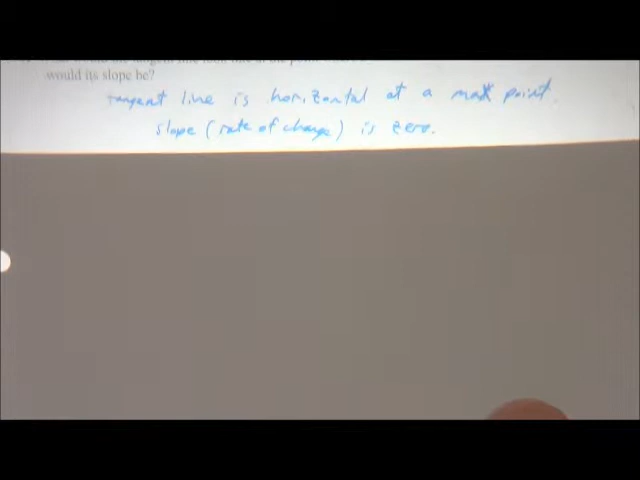 would its slope be?
tangent line is horizontal at a max point.
slope (rate of change) is zero.